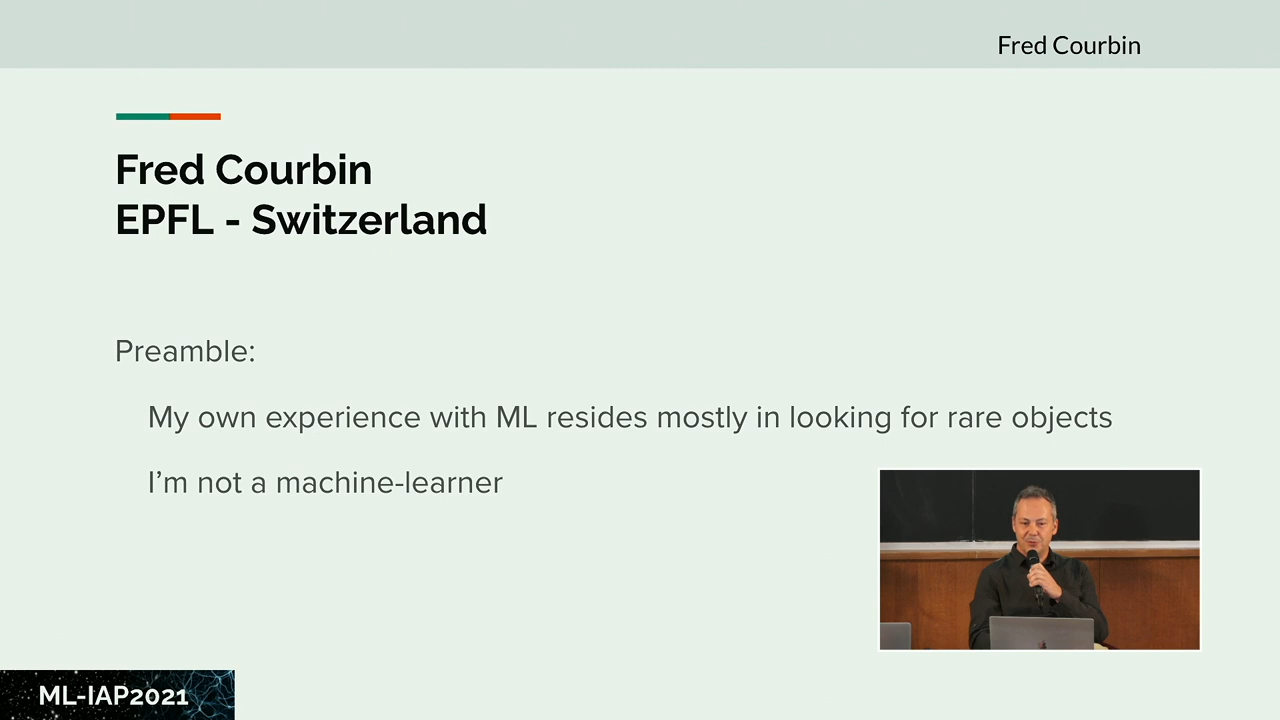 Fred Courbin
Fred Courbin
EPFL - Switzerland
Preamble:
My own experience with ML resides mostly in looking for rare objects
I’m not a machine-learner
ML-IAP2021